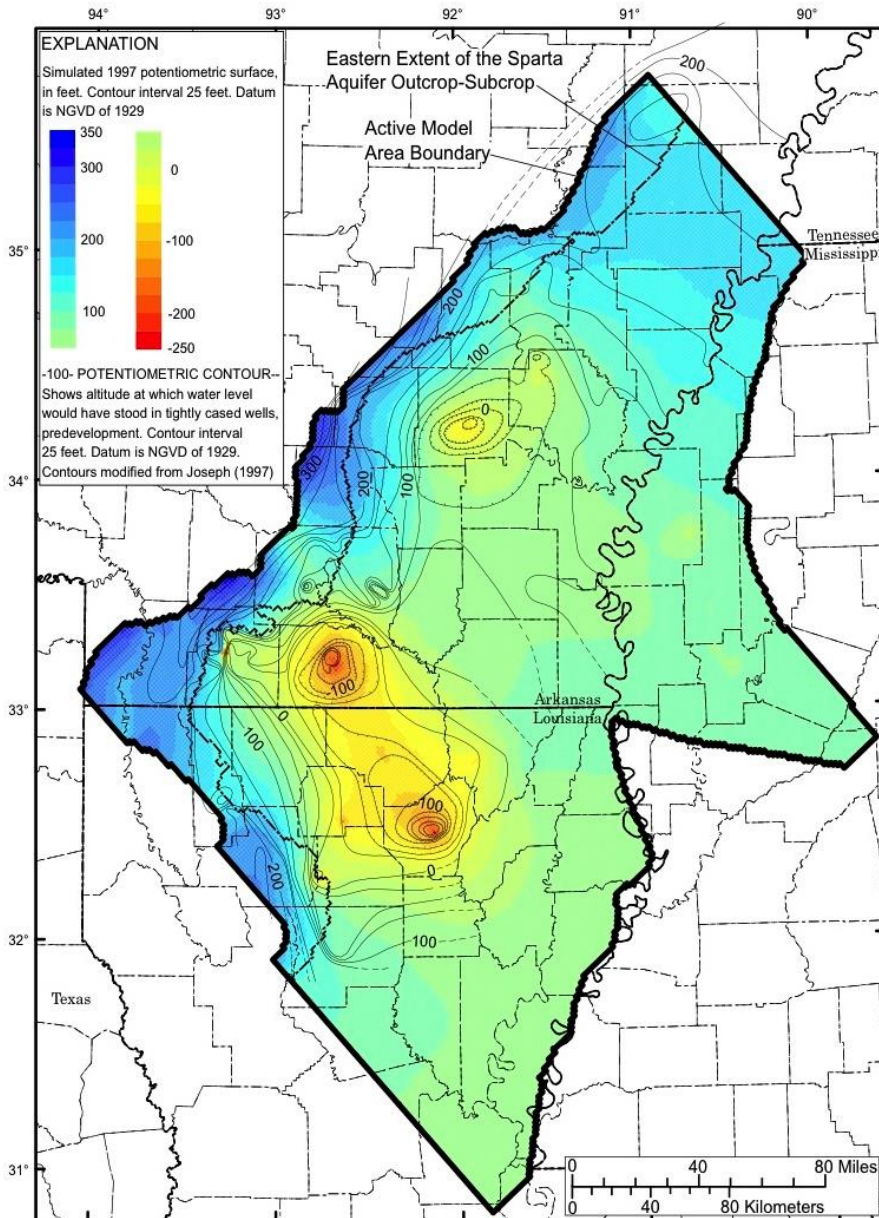 94° 93° 92° 91° 90°
EXPLANATION
Simulated 1997 potentiometric surface,
in feet. Contour interval 25 feet. Datum
is NGVD of 1929
350
300
200
100
0
-100
-200
-250
-100- POTENTIOMETRIC CONTOUR--
Shows altitude at which water level
would have stood in tightly cased wells,
predevelopment. Contour interval
25 feet. Datum is NGVD of 1929.
Contours modified from Joseph (1997)
Eastern Extent of the Sparta
Aquifer Outcrop-Subcrop
200
Active Model
Area Boundary
35°
Tennessee
Mississippi
200
100
0
34°
300
200
100
-100
33°
Arkansas
Louisiana
0
100
-100
200
0
32°
100
Texas
31°
0 40 80 Miles
0 40 80 Kilometers